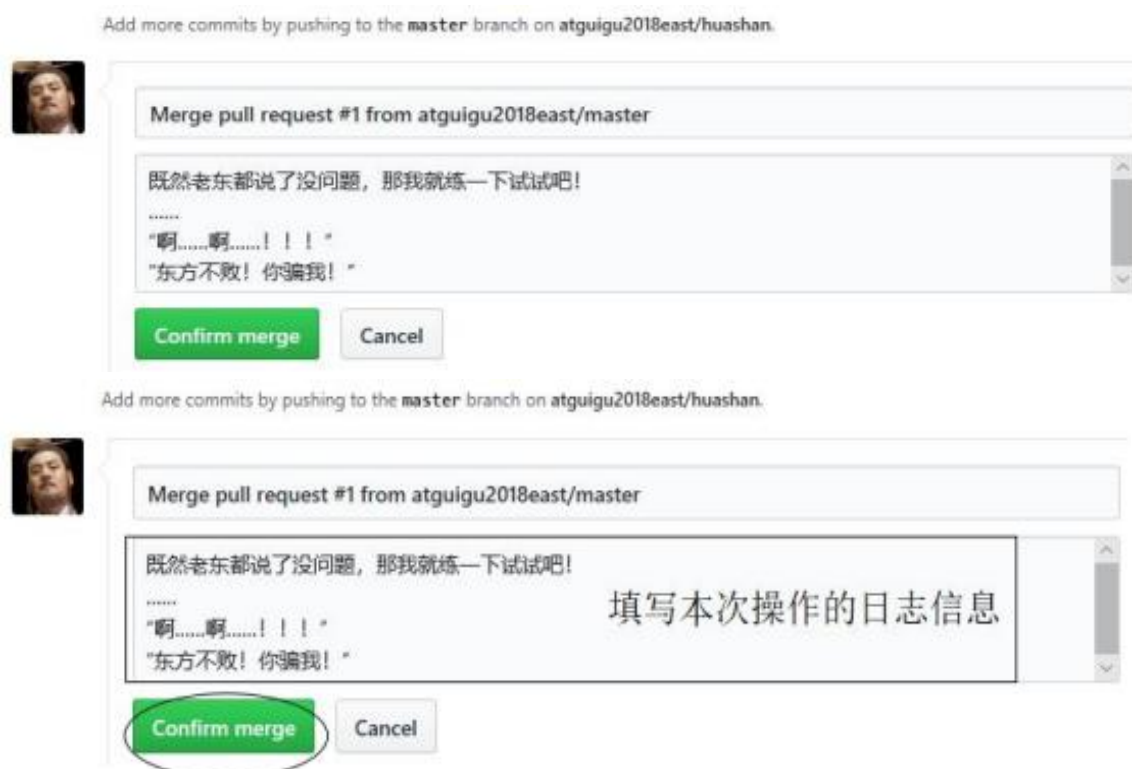 Add more commits by pushing to the master branch on atguigu2018east/huashan.
Merge pull request #1 from atguigu2018east/master
既然老东都说了没问题，那我就练一下试试吧！
......
“啊......啊......！！！”
“东方不败！你骗我！”
Confirm merge Cancel
Add more commits by pushing to the master branch on atguigu2018east/huashan.
Merge pull request #1 from atguigu2018east/master
既然老东都说了没问题，那我就练一下试试吧！
......
“啊......啊......！！！”
“东方不败！你骗我！”
填写本次操作的日志信息
Confirm merge Cancel